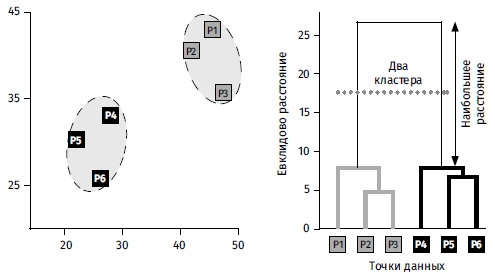 45
35
25
20 30 40 50
P1
P2
P3
P4
P5
P6
Евклидово расстояние
25
20
15
10
5
0
Два
кластера
Наибольшее
расстояние
P1 P2 P3 P4 P5 P6
Точки данных